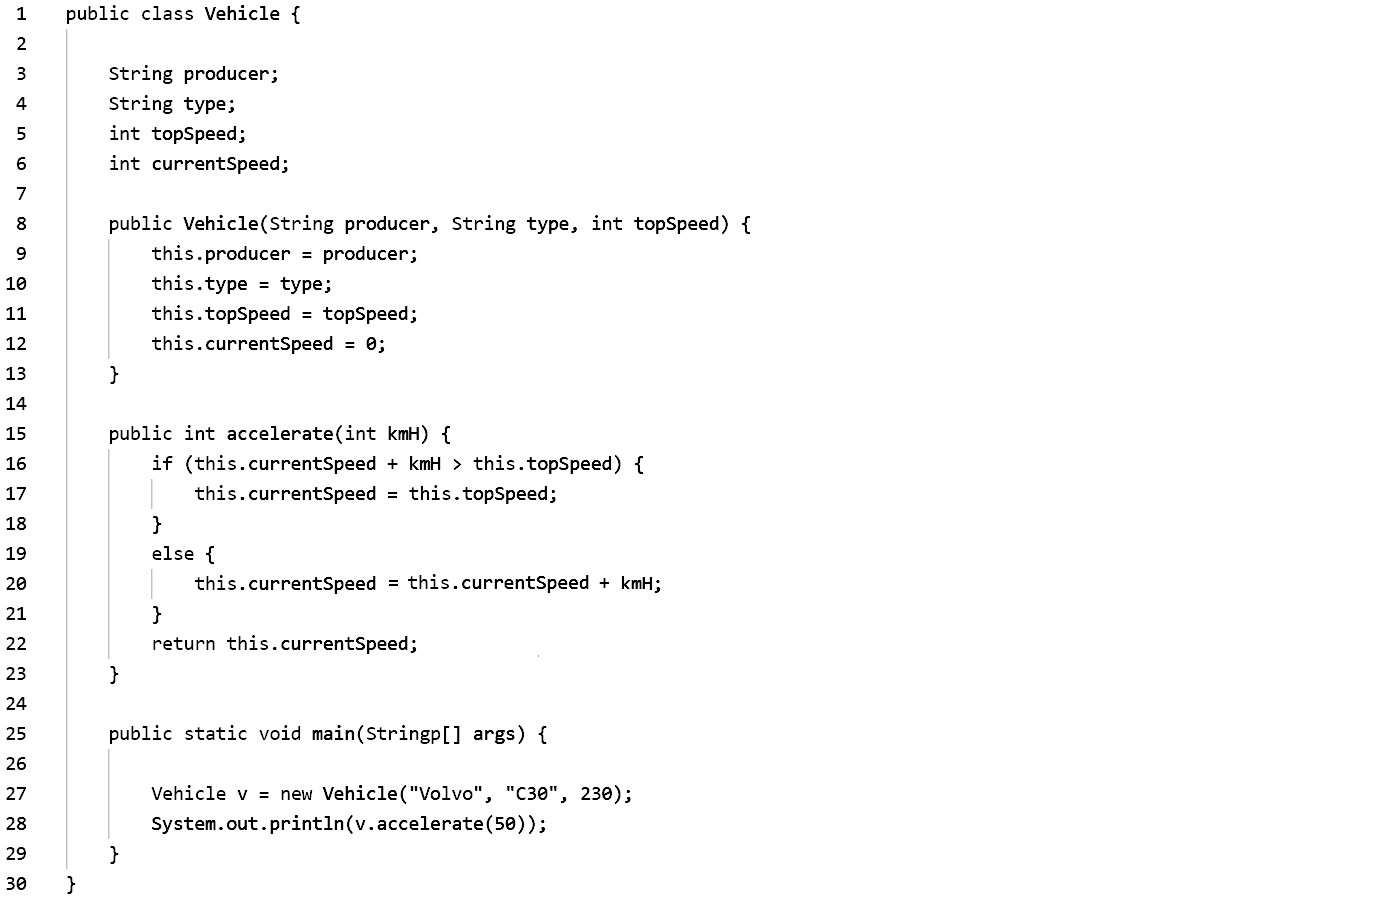 1 public class Vehicle {
2
3 String producer;
4 String type;
5 int topSpeed;
6 int currentSpeed;
7
8 public Vehicle(String producer, String type, int topSpeed) {
9 this.producer = producer;
10 this.type = type;
11 this.topSpeed = topSpeed;
12 this.currentSpeed = 0;
13 }
14
15 public int accelerate(int kmH) {
16 if (this.currentSpeed + kmH > this.topSpeed) {
17 this.currentSpeed = this.topSpeed;
18 }
19 else {
20 this.currentSpeed = this.currentSpeed + kmH;
21 }
22 return this.currentSpeed;
23 }
24
25 public static void main(Stringp[] args) {
26
27 Vehicle v = new Vehicle("Volvo", "C30", 230);
28 System.out.println(v.accelerate(50));
29 }
30 }